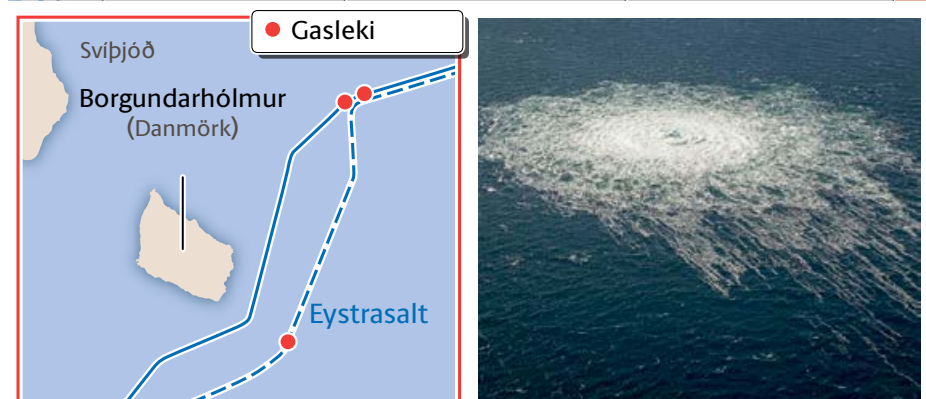 Gasleki
Svíþjóð
Borgundarhólmur
(Danmörk)
Eystrasalt